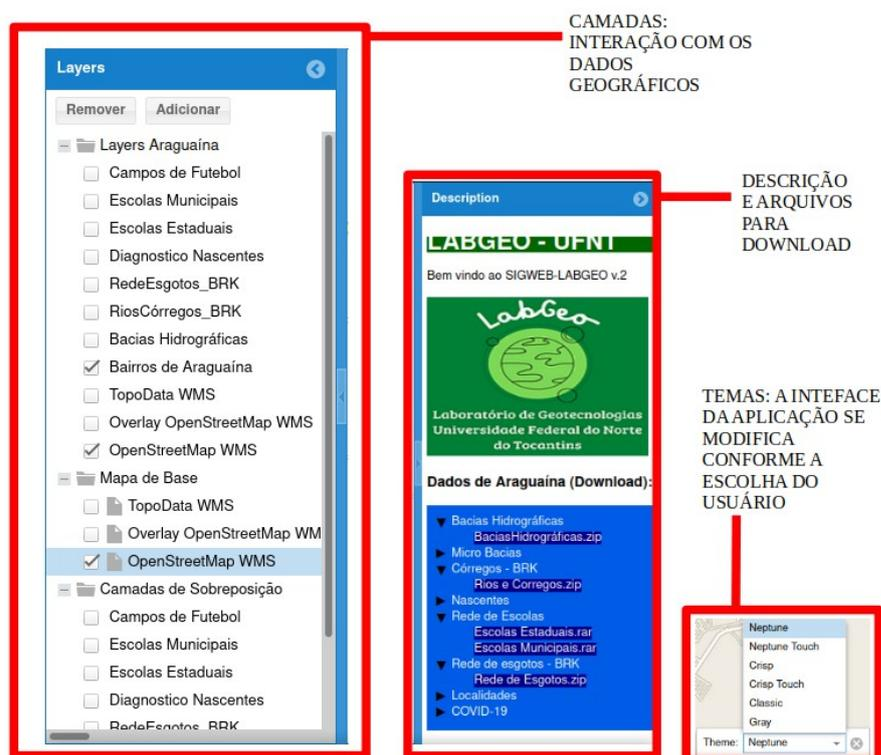 CAMADAS:
INTERAÇÃO COM OS
DADOS
GEOGRÁFICOS
Layers
Remover Adicionar
Layers Araguaína
Campos de Futebol
Escolas Municipais
Escolas Estaduais
Diagnostico Nascentes
RedeEsgotos_BRK
RiosCórregos_BRK
Bacias Hidrográficas
Bairros de Araguaína
TopoData WMS
Overlay OpenStreetMap WMS
OpenStreetMap WMS
Mapa de Base
TopoData WMS
Overlay OpenStreetMap WM
OpenStreetMap WMS
Camadas de Sobreposição
Campos de Futebol
Escolas Municipais
Escolas Estaduais
Diagnostico Nascentes
RedeEsgotos_BRK
DESCRIÇÃO
E ARQUIVOS
PARA
DOWNLOAD
Description
LABGEO - UFNT
Bem vindo ao SIGWEB-LABGEO v.2
LabGeo
Laboratório de Geotecnologias
Universidade Federal do Norte
do Tocantins
Dados de Araguaína (Download):
Bacias Hidrográficas
BaciasHidrográficas.zip
Micro Bacias
Córregos - BRK
Rios e Corregos.zip
Nascentes
Rede de Escolas
Escolas Estaduais.rar
Escolas Municipais.rar
Rede de esgotos - BRK
Rede de Esgotos.zip
Localidades
COVID-19
TEMAS: A INTEFACE
DA APLICAÇÃO SE
MODIFICA
CONFORME A
ESCOLHA DO
USUÁRIO
Neptune
Neptune Touch
Crisp
Crisp Touch
Classic
Gray
Theme: Neptune